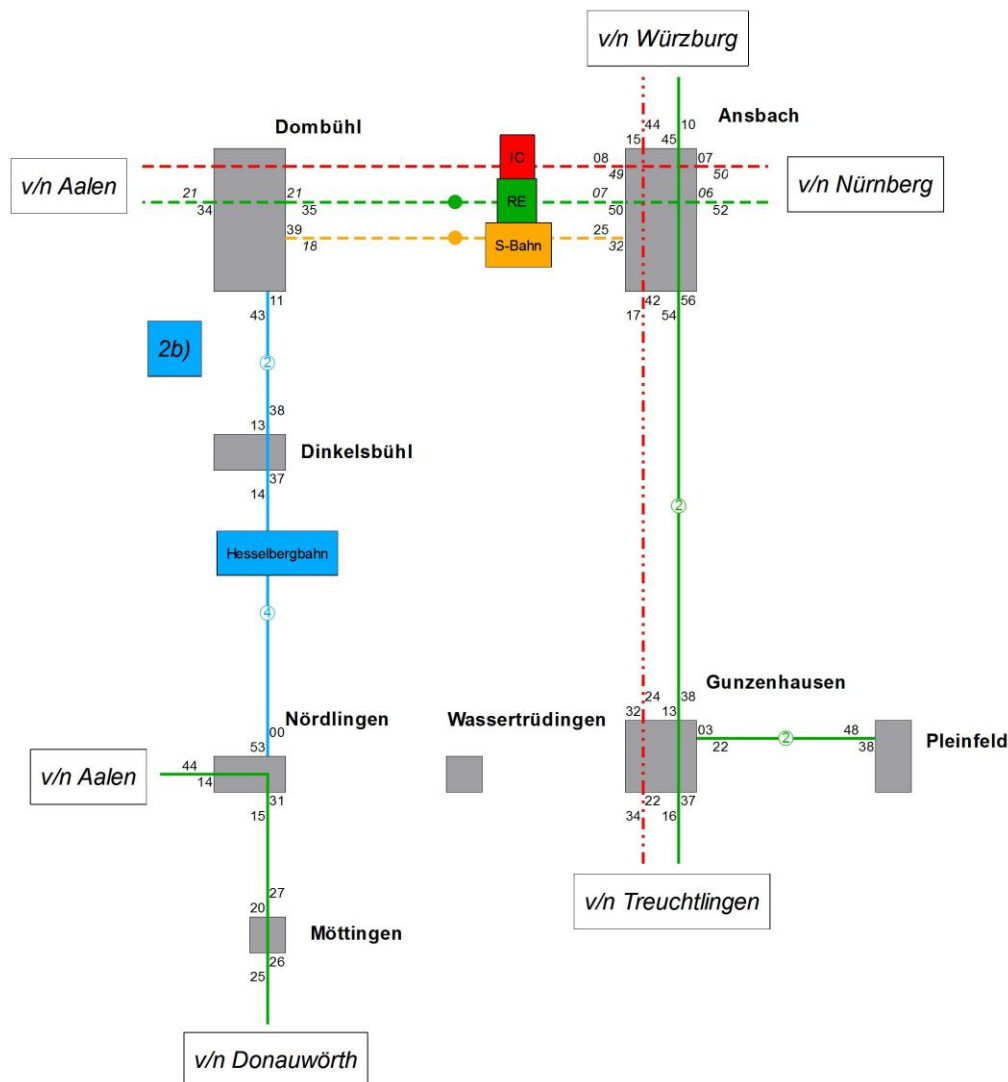 v/n Würzburg
44 10
Ansbach
Dombühl
15 45
IC
08 07
v/n Aalen
49 50
v/n Nürnberg
21 21
RE
07 06
34 35
50 52
39
S-Bahn
25
18
32
11
42 56
43
17 54
2b)
2
38
13
Dinkelsbühl
37
14
2
Hesselbergbahn
4
Gunzenhausen
24 38
32 13
Nördlingen
Wassertrüdingen
00
03
2
48
53
22
38
Pleinfeld
v/n Aalen
44
14
31
22 37
15
34 16
v/n Treuchtlingen
27
20
Möttingen
26
25
v/n Donauwörth